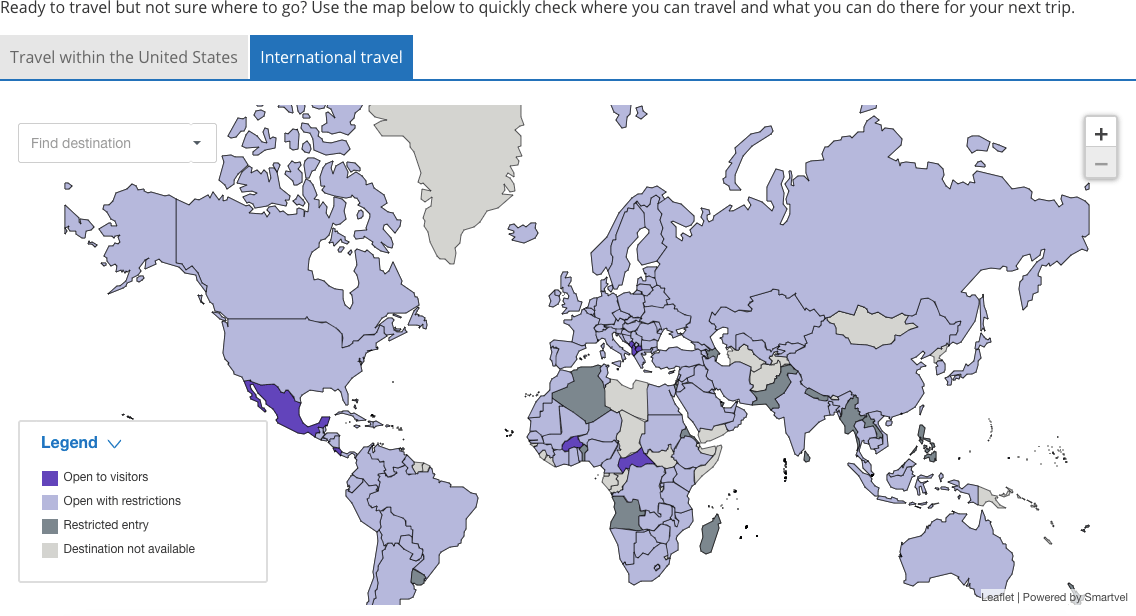 Ready to travel but not sure where to go? Use the map below to quickly check where you can travel and what you can do there for your next trip.
Travel within the United States
International travel
Find destination
+
−
Legend
Open to visitors
Open with restrictions
Restricted entry
Destination not available
Leaflet | Powered by Smartvel